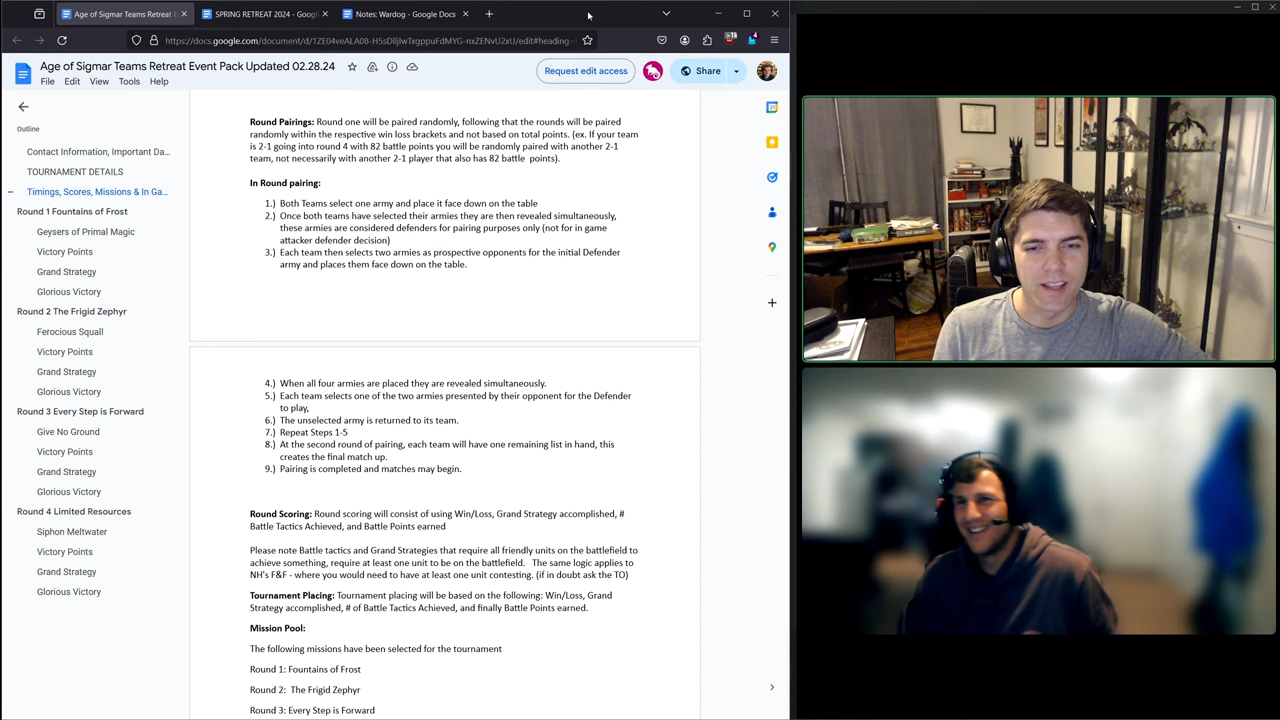 Age of Sigmar Teams Retreat E
SPRING RETREAT 2024 - Googl
Notes: Wardog - Google Docs
Age of Sigmar Teams Retreat Event Pack Updated 02.28.24
File Edit View Tools Help
Request edit access
Share
Outline
Contact Information, Important Da...
TOURNAMENT DETAILS
Timings, Scores, Missions & In Ga...
Round 1 Fountains of Frost
Geysers of Primal Magic
Victory Points
Grand Strategy
Glorious Victory
Round 2 The Frigid Zephyr
Ferocious Squall
Victory Points
Grand Strategy
Glorious Victory
Round 3 Every Step is Forward
Give No Ground
Victory Points
Grand Strategy
Glorious Victory
Round 4 Limited Resources
Siphon Meltwater
Victory Points
Grand Strategy
Glorious Victory
Round Pairings: Round one will be paired randomly, following that the rounds will be paired
randomly within the respective win loss brackets and not based on total points. (ex. If your team
is 2-1 going into round 4 with 82 battle points you will be randomly paired with another 2-1
team, not necessarily with another 2-1 player that also has 82 battle points).
In Round pairing:
1.) Both Teams select one army and place it face down on the table
2.) Once both teams have selected their armies they are then revealed simultaneously,
these armies are considered defenders for pairing purposes only (not for in game
attacker defender decision)
3.) Each team then selects two armies as prospective opponents for the initial Defender
army and places them face down on the table.
4.) When all four armies are placed they are revealed simultaneously.
5.) Each team selects one of the two armies presented by their opponent for the Defender
to play,
6.) The unselected army is returned to its team.
7.) Repeat Steps 1-5
8.) At the second round of pairing, each team will have one remaining list in hand, this
creates the final match up.
9.) Pairing is completed and matches may begin.
Round Scoring: Round scoring will consist of using Win/Loss, Grand Strategy accomplished, #
Battle Tactics Achieved, and Battle Points earned
Please note Battle tactics and Grand Strategies that require all friendly units on the battlefield to
achieve something, require at least one unit to be on the battlefield. The same logic applies to
NH's F&F - where you would need to have at least one unit contesting. (if in doubt ask the TO)
Tournament Placing: Tournament placing will be based on the following: Win/Loss, Grand
Strategy accomplished, # of Battle Tactics Achieved, and finally Battle Points earned.
Mission Pool:
The following missions have been selected for the tournament
Round 1: Fountains of Frost
Round 2: The Frigid Zephyr
Round 3: Every Step is Forward